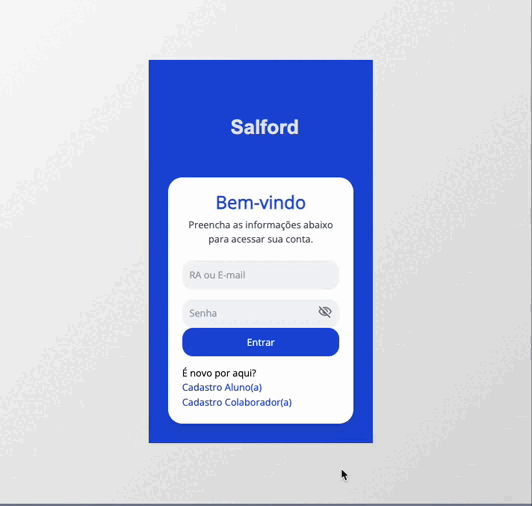 Salford
Bem-vindo
Preencha as informações abaixo
para acessar sua conta.
RA ou E-mail
Senha
Entrar
É novo por aqui?
Cadastro Aluno(a)
Cadastro Colaborador(a)